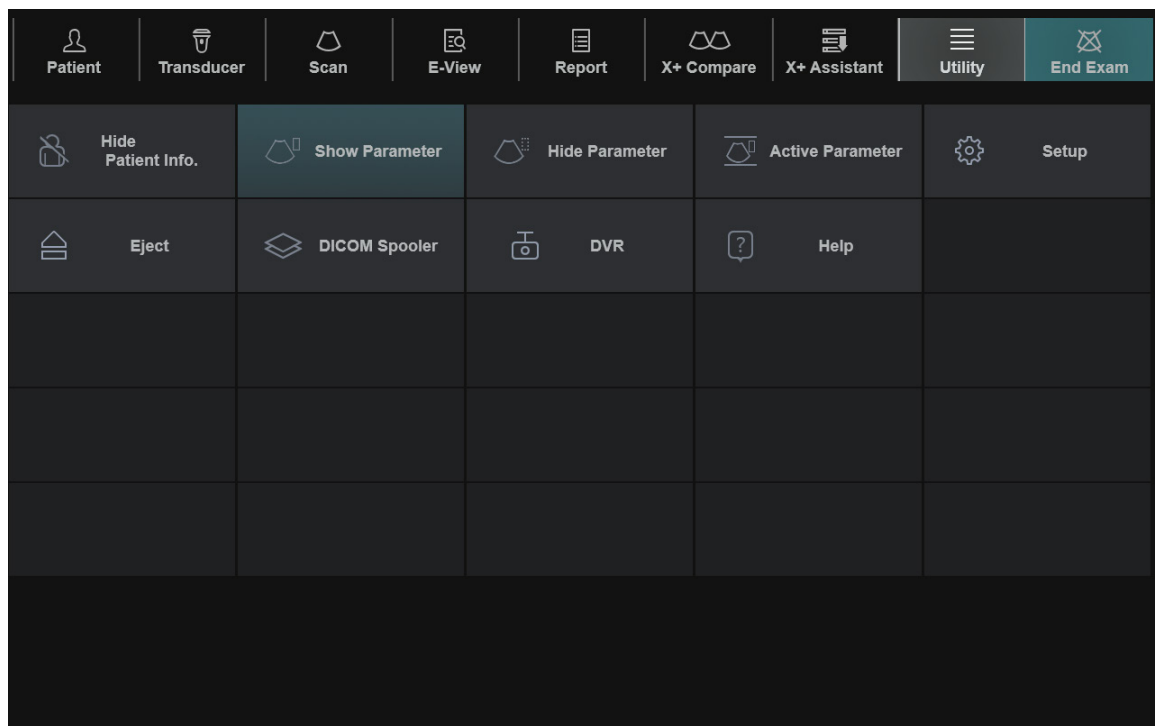 Patient
Transducer
Scan
E-View
Report
X+ Compare
X+ Assistant
Utility
End Exam
Hide
Patient Info.
Show Parameter
Hide Parameter
Active Parameter
Setup
Eject
DICOM Spooler
DVR
?
Help